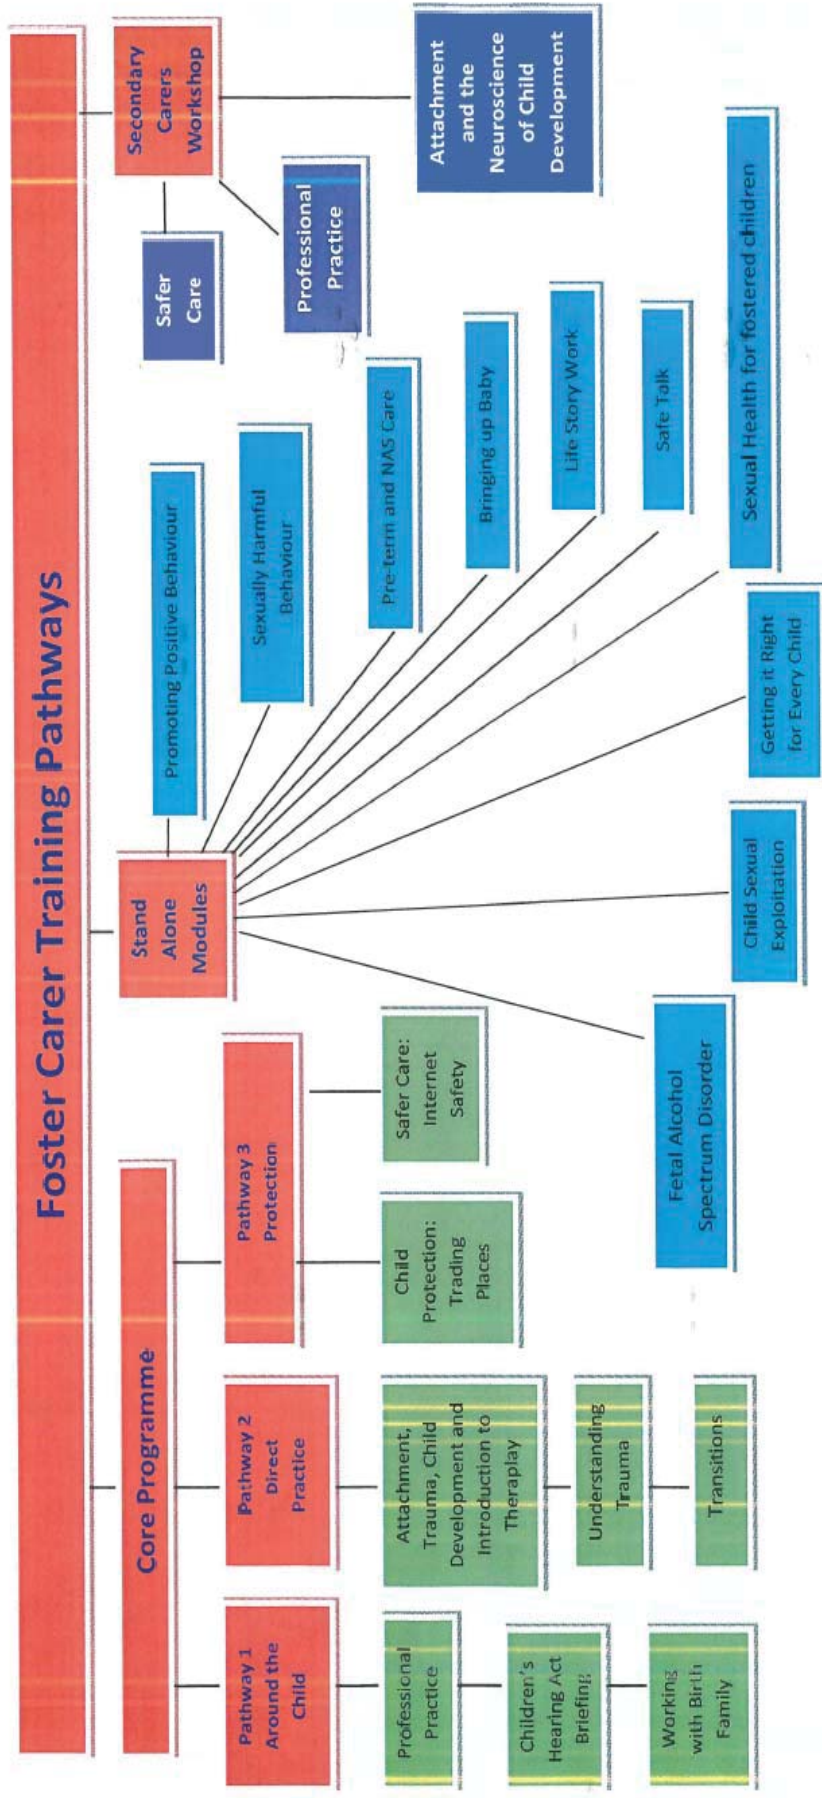 Foster Carer Training Pathways
Core Programme
Pathway 1
Around the
Child
Professional
Practice
Children's
Hearing Act
Briefing
Working
with Birth
Family
Pathway 2
Direct
Practice
Attachment,
Trauma, Child
Development and
Introduction to
Theraplay
Understanding
Trauma
Transitions
Pathway 3
Protection
Child
Protection:
Trading
Places
Safer Care:
Internet
Safety
Stand
Alone
Modules
Promoting Positive Behaviour
Sexually Harmful
Behaviour
Pre-term and NAS Care
Bringing up Baby
Life Story Work
Safe Talk
Sexual Health for fostered children
Getting it Right
for Every Child
Child Sexual
Exploitation
Fetal Alcohol
Spectrum Disorder
Secondary
Carers
Workshop
Safer
Care
Professional
Practice
Attachment
and the
Neuroscience
of Child
Development